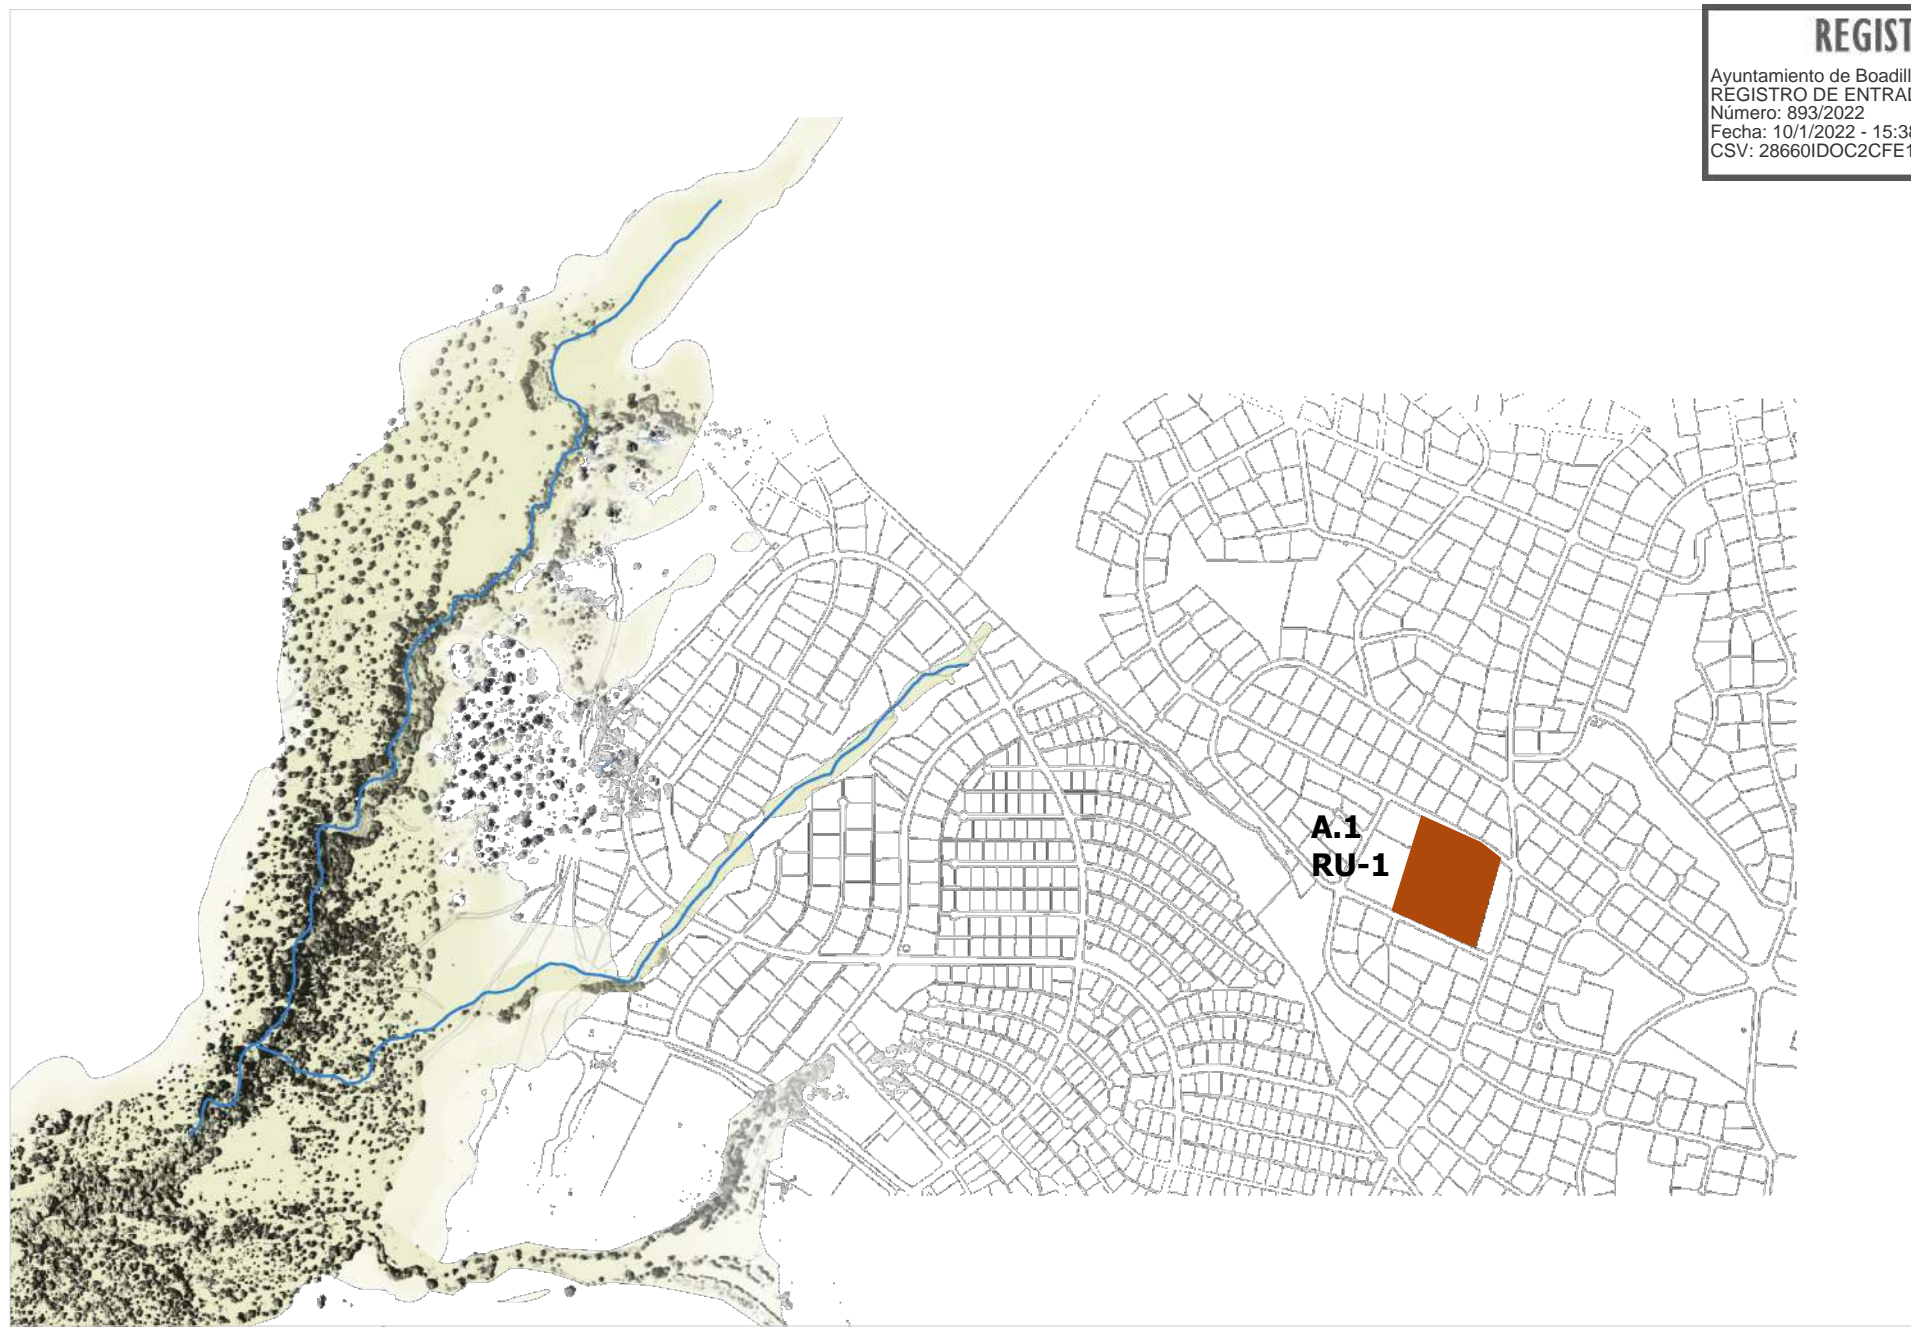 REGIST
Ayuntamiento de Boadill
REGISTRO DE ENTRAD
Número: 893/2022
Fecha: 10/1/2022 - 15:38
CSV: 28660IDOC2CFE1
A.1
RU-1